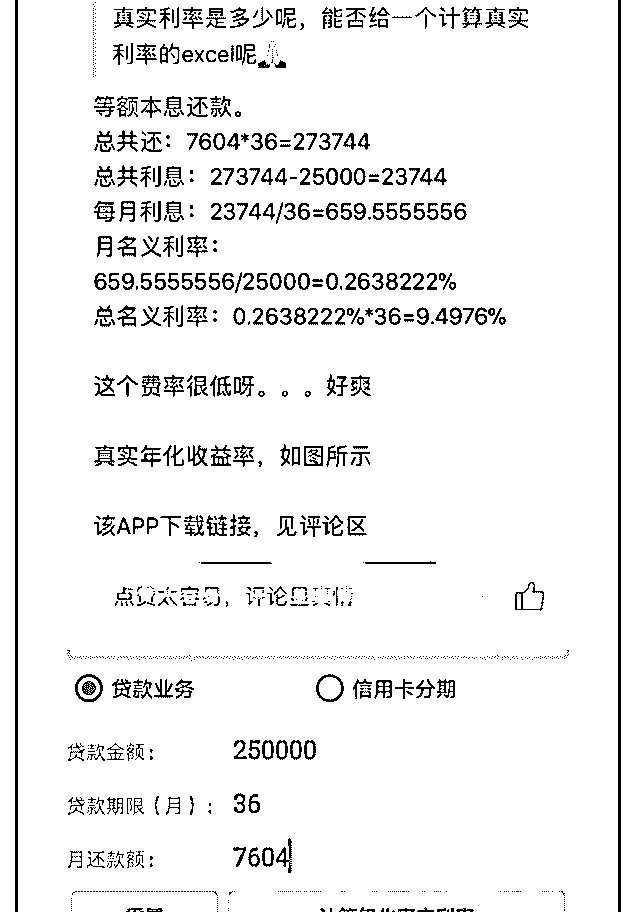 真实利率是多少呢，能否给一个计算真实
利率的excel呢🙏
等额本息还款。
总共还：7604*36=273744
总共利息：273744-25000=23744
每月利息：23744/36=659.5555556
月名义利率：
659.5555556/25000=0.2638222%
总名义利率：0.2638222%*36=9.4976%
这个费率很低呀。。。好爽
真实年化收益率，如图所示
该APP下载链接，见评论区
点赞太容易，评论显真情
贷款业务 信用卡分期
贷款金额： 250000
贷款期限（月）： 36
月还款额： 7604